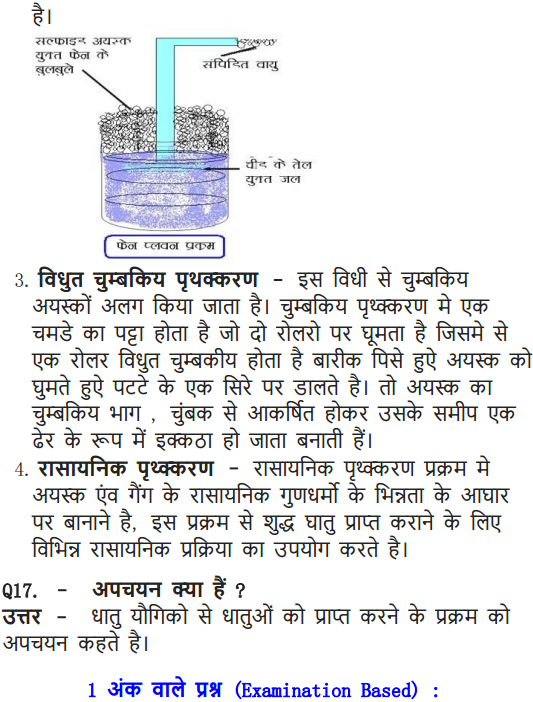 है।
सल्फाइड अयस्क
युक्त फेन के
बुलबुले
संपिडित वायु
चीड के तेल
युक्त जल
फेन प्लवन प्रक्रम
3. विधुत चुम्बकिय पृथक्करण - इस विधी से चुम्बकिय
अयस्कों अलग किया जाता है। चुम्बकिय पृथ्क्करण मे एक
चमडे का पट्टा होता है जो दो रोलरो पर घूमता है जिसमे से
एक रोलर विधुत चुम्बकीय होता है बारीक पिसे हुऐ अयस्क को
घुमते हुऐ पटटे के एक सिरे पर डालते है। तो अयस्क का
चुम्बकिय भाग , चुंबक से आकर्षित होकर उसके समीप एक
ढेर के रूप में इक्कठा हो जाता बनाती हैं।
4. रासायनिक पृथ्क्करण - रासायनिक पृथ्क्करण प्रक्रम मे
अयस्क एंव गैंग के रासायनिक गुणधर्मो के भिन्नता के आघार
पर बानाने है, इस प्रक्रम से शुद्ध घातु प्राप्त कराने के लिए
विभिन्न रासायनिक प्रक्रिया का उपयोग करते है।
Q17. - अपचयन क्या हैं ?
उत्तर - धातु यौगिको से धातुओं को प्राप्त करने के प्रक्रम को
अपचयन कहते है।
1 अंक वाले प्रश्न (Examination Based) :